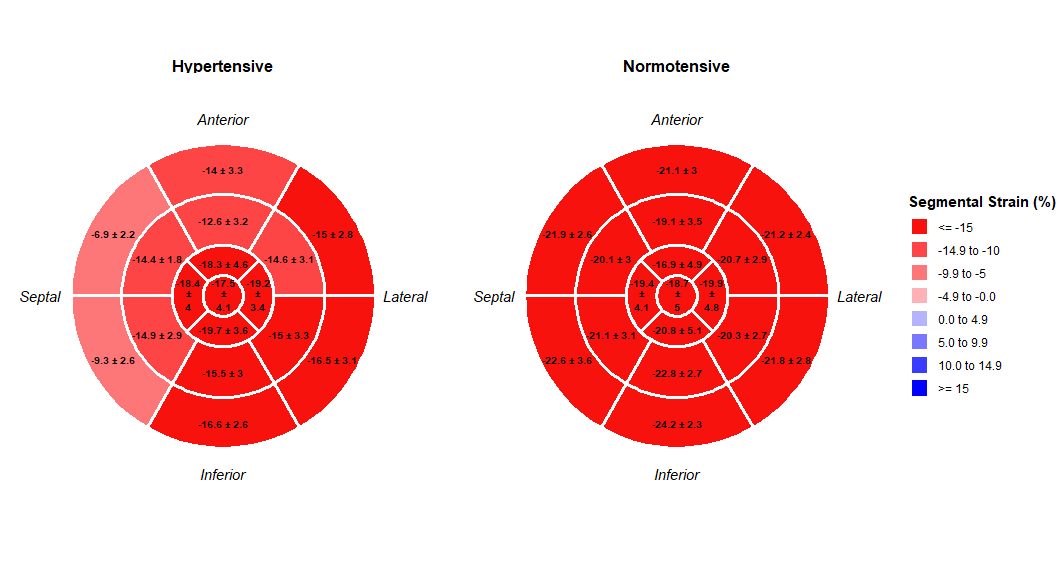 Hypertensive
Normotensive
Anterior
Anterior
-14 ± 3.3
-21.1 ± 3
-12.6 ± 3.2
-19.1 ± 3.5
-6.9 ± 2.2
-15 ± 2.8
-21.9 ± 2.6
-21.2 ± 2.4
-14.4 ± 1.8
-18.3 ± 4.6
-14.6 ± 3.1
-20.1 ± 3
-16.9 ± 4.9
-20.7 ± 2.9
-18.4
±
4
-17.5
±
4.1
-19.2
±
3.4
-19.4
±
4.1
-18.7
±
5
-19.9
±
4.8
Septal
Lateral
Septal
Lateral
-14.9 ± 2.9
-19.7 ± 3.6
-15 ± 3.3
-21.1 ± 3.1
-20.8 ± 5.1
-20.3 ± 2.7
-9.3 ± 2.6
-16.5 ± 3.1
-22.6 ± 3.6
-21.8 ± 2.8
-15.5 ± 3
-22.8 ± 2.7
-16.6 ± 2.6
-24.2 ± 2.3
Inferior
Inferior
Segmental Strain (%)
<= -15
-14.9 to -10
-9.9 to -5
-4.9 to -0.0
0.0 to 4.9
5.0 to 9.9
10.0 to 14.9
>= 15